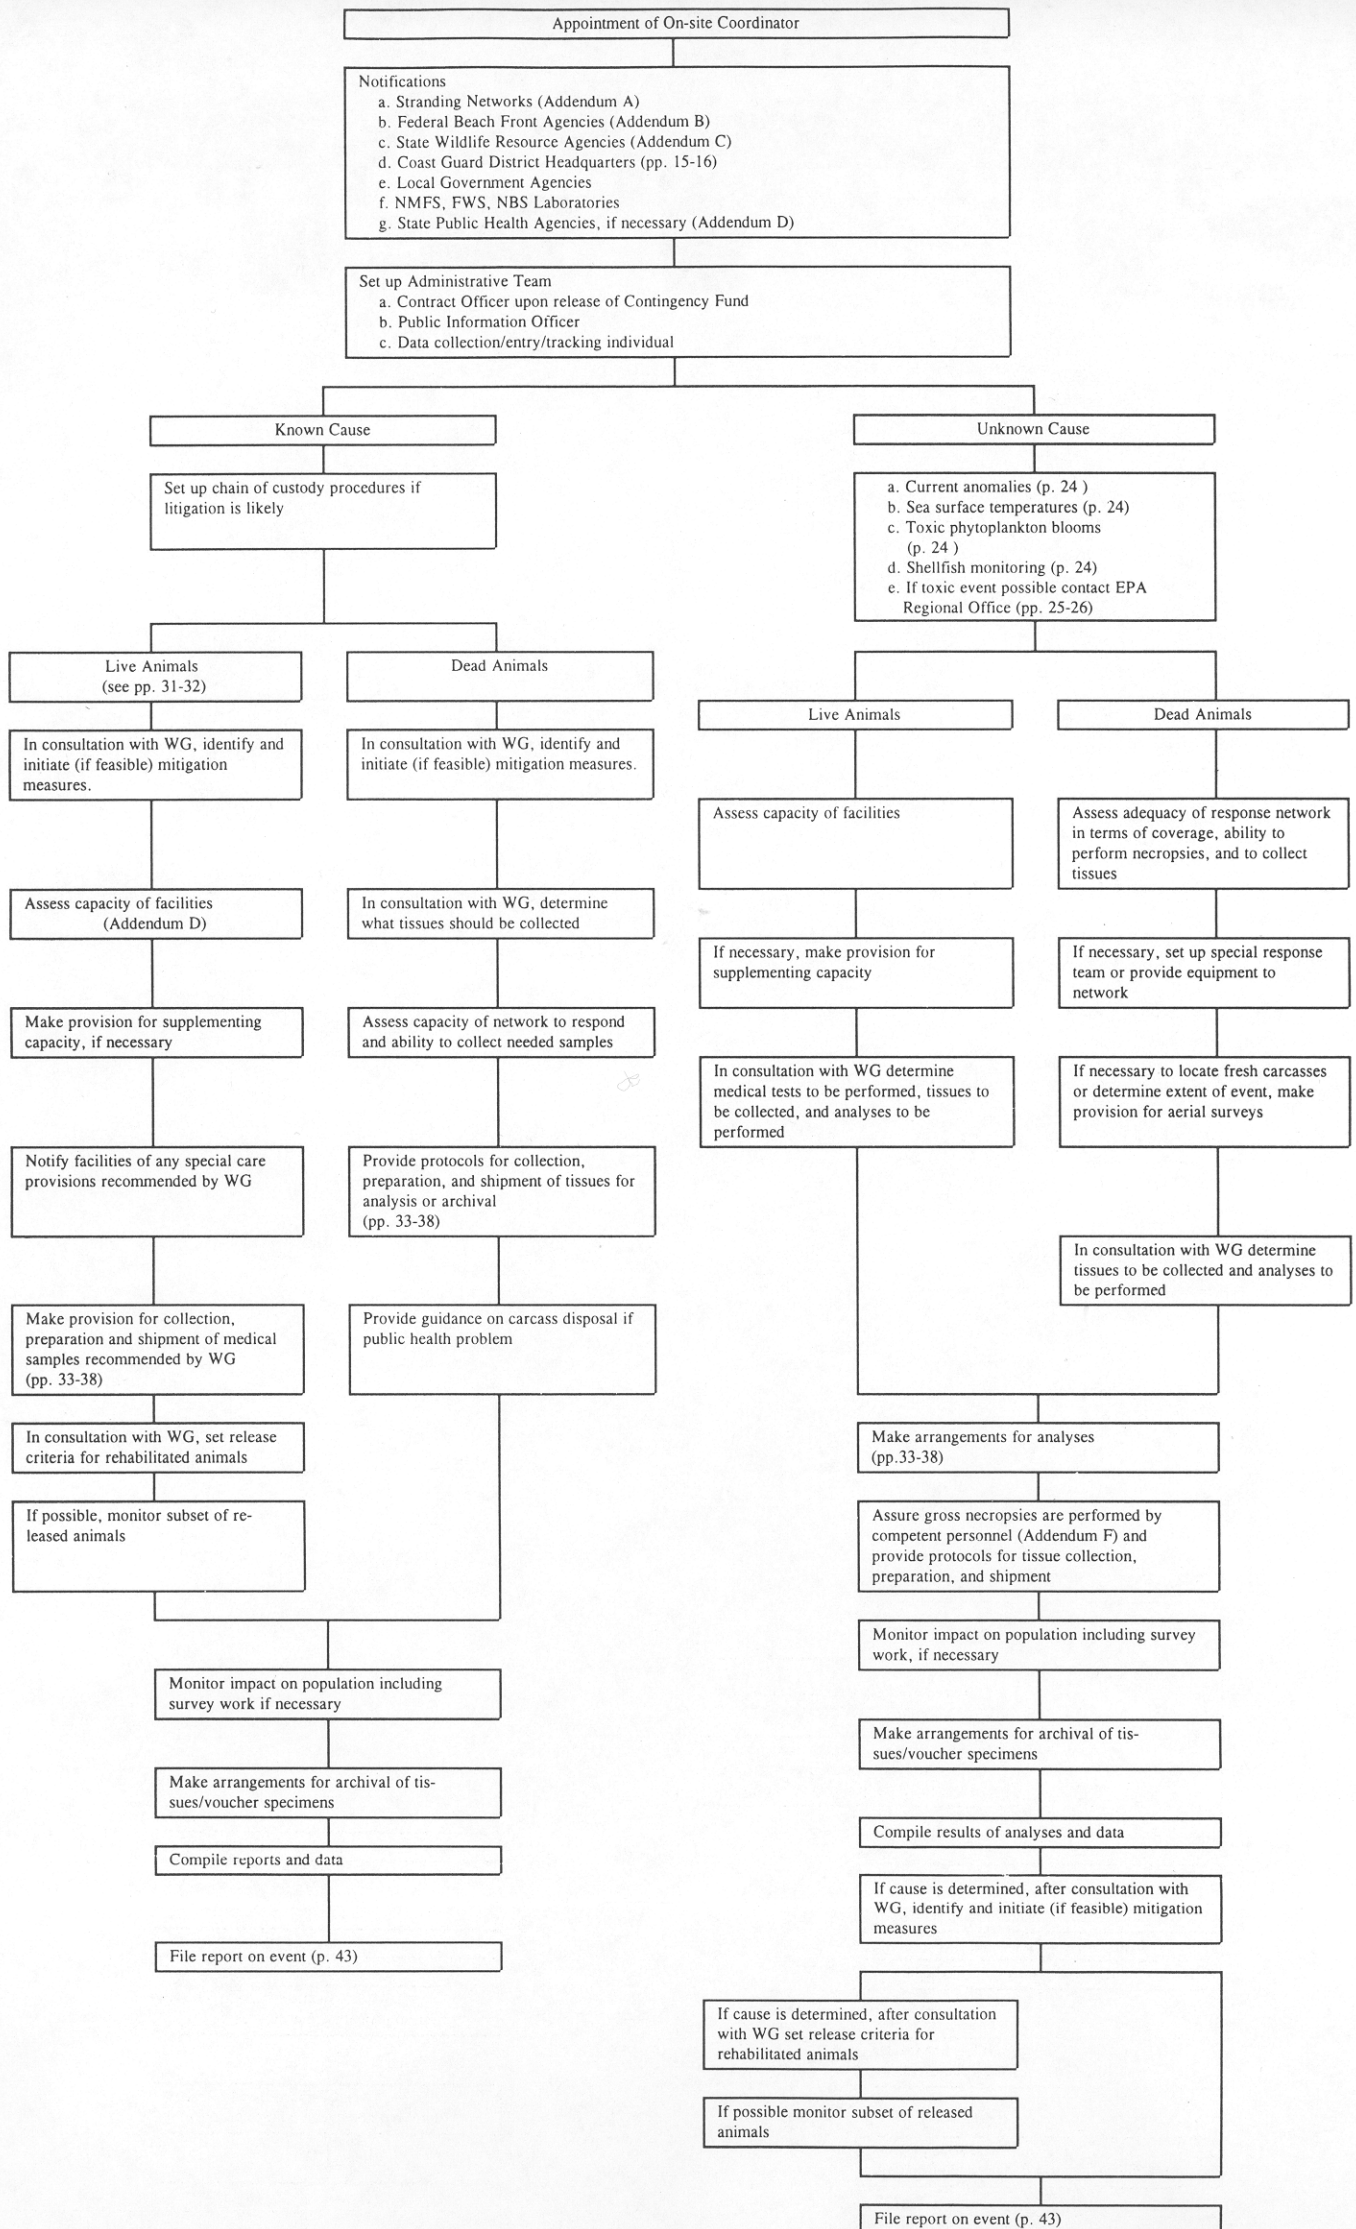 Appointment of On-site Coordinator
Notifications
a. Stranding Networks (Addendum A)
b. Federal Beach Front Agencies (Addendum B)
c. State Wildlife Resource Agencies (Addendum C)
d. Coast Guard District Headquarters (pp. 15-16)
e. Local Government Agencies
f. NMFS, FWS, NBS Laboratories
g. State Public Health Agencies, if necessary (Addendum D)
Set up Administrative Team
a. Contract Officer upon release of Contingency Fund
b. Public Information Officer
c. Data collection/entry/tracking individual
Known Cause
Set up chain of custody procedures if
litigation is likely
Live Animals
(see pp. 31-32)
In consultation with WG, identify and
initiate (if feasible) mitigation
measures.
Assess capacity of facilities
(Addendum D)
Make provision for supplementing
capacity, if necessary
Notify facilities of any special care
provisions recommended by WG
Make provision for collection,
preparation and shipment of medical
samples recommended by WG
(pp. 33-38)
In consultation with WG, set release
criteria for rehabilitated animals
If possible, monitor subset of re-
leased animals
Dead Animals
In consultation with WG, identify and
initiate (if feasible) mitigation measures.
In consultation with WG, determine
what tissues should be collected
Assess capacity of network to respond
and ability to collect needed samples
Provide protocols for collection,
preparation, and shipment of tissues for
analysis or archival
(pp. 33-38)
Provide guidance on carcass disposal if
public health problem
Monitor impact on population including
survey work if necessary
Make arrangements for archival of tis-
sues/voucher specimens
Compile reports and data
File report on event (p. 43)
Unknown Cause
a. Current anomalies (p. 24 )
b. Sea surface temperatures (p. 24)
c. Toxic phytoplankton blooms
(p. 24 )
d. Shellfish monitoring (p. 24)
e. If toxic event possible contact EPA
Regional Office (pp. 25-26)
Live Animals
Assess capacity of facilities
If necessary, make provision for
supplementing capacity
In consultation with WG determine
medical tests to be performed, tissues to
be collected, and analyses to be
performed
Dead Animals
Assess adequacy of response network
in terms of coverage, ability to
perform necropsies, and to collect
tissues
If necessary, set up special response
team or provide equipment to
network
If necessary to locate fresh carcasses
or determine extent of event, make
provision for aerial surveys
In consultation with WG determine
tissues to be collected and analyses to
be performed
Make arrangements for analyses
(pp.33-38)
Assure gross necropsies are performed by
competent personnel (Addendum F) and
provide protocols for tissue collection,
preparation, and shipment
Monitor impact on population including survey
work, if necessary
Make arrangements for archival of tis-
sues/voucher specimens
Compile results of analyses and data
If cause is determined, after consultation with
WG, identify and initiate (if feasible) mitigation
measures
If cause is determined, after consultation
with WG set release criteria for
rehabilitated animals
If possible monitor subset of released
animals
File report on event (p. 43)